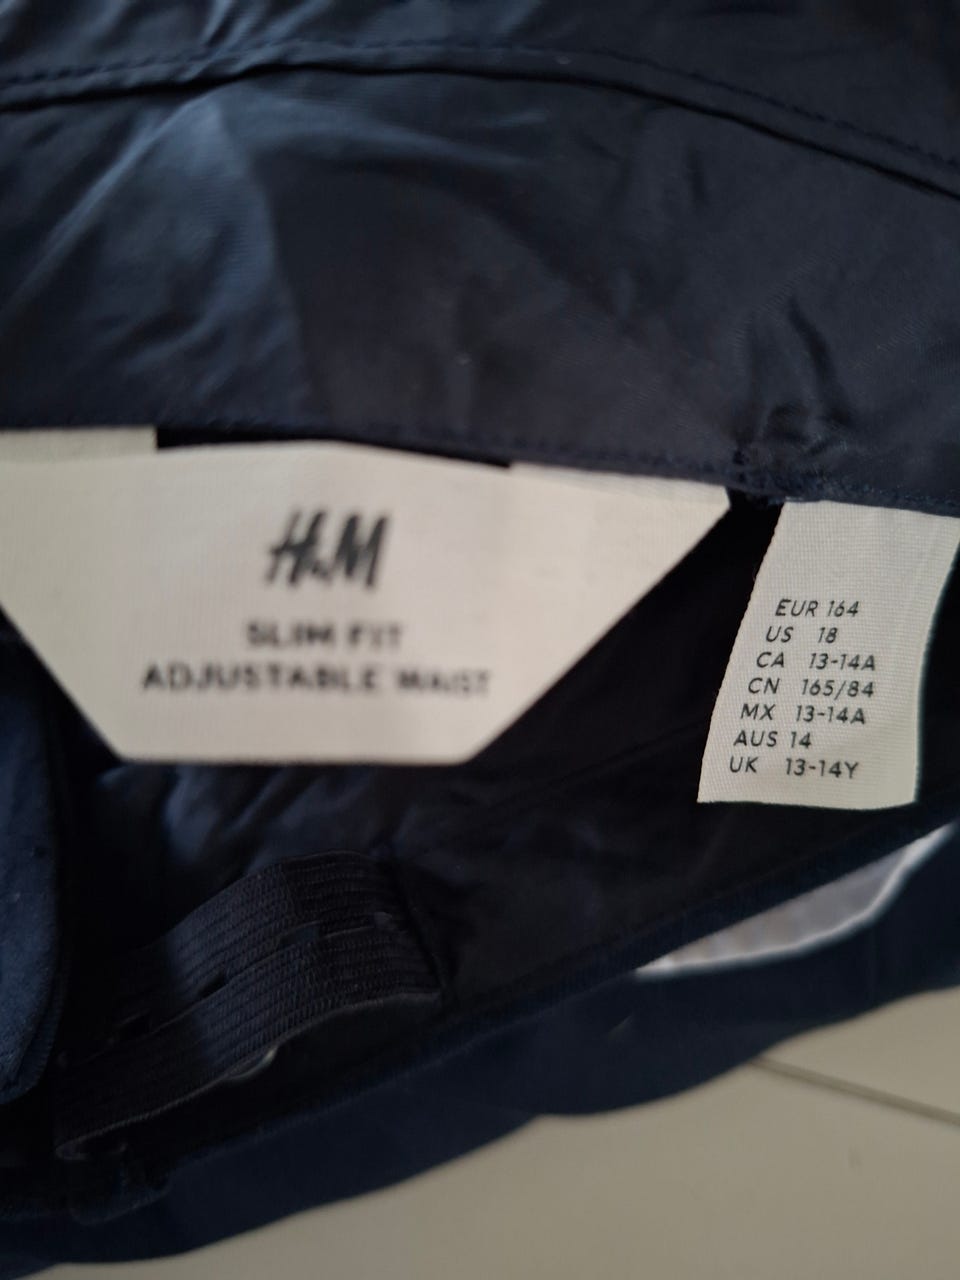 H&M
SLIM FIT
ADJUSTABLE WAIST
EUR 164
US 18
CA 13-14A
CN 165/84
MX 13-14A
AUS 14
UK 13-14Y